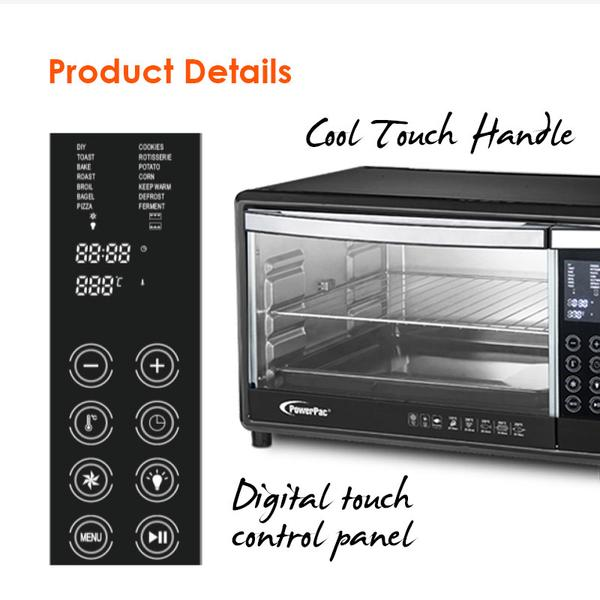 Product Details
Cool Touch Handle
DIY COOKIES
TOAST ROTISSERIE
BAKE POTATO
ROAST CORN
BROIL KEEP WARM
BAGEL DEFROST
PIZZA FERMENT
88:88
888°C
− +
°C
MENU
PowerPac®
Digital touch
control panel